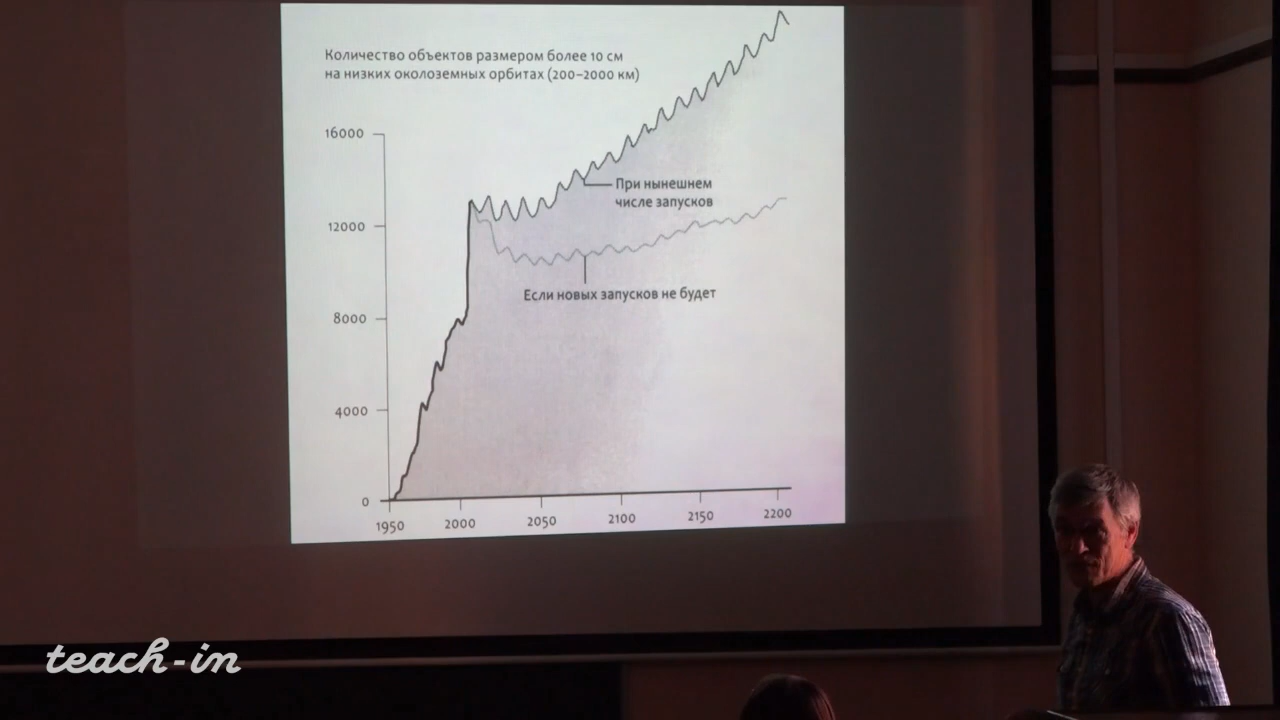 Количество объектов размером более 10 см
на низких околоземных орбитах (200–2000 км)
16000
12000
8000
4000
0
При нынешнем
числе запусков
Если новых запусков не будет
1950 2000 2050 2100 2150 2200
teach-in